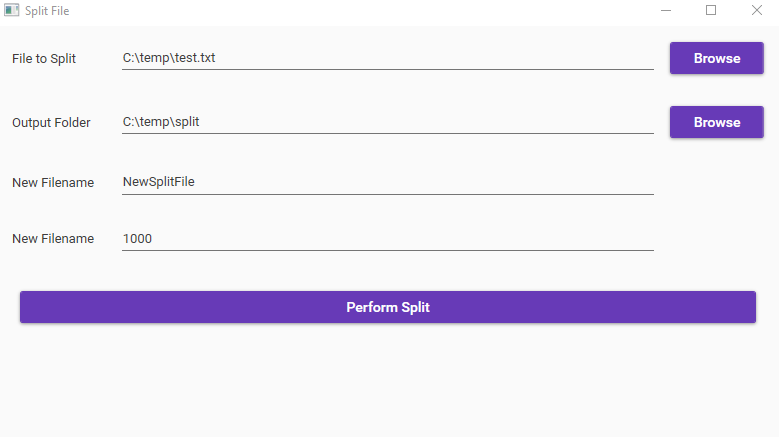 Split File
File to Split C:\temp\test.txt Browse
Output Folder C:\temp\split Browse
New Filename NewSplitFile
New Filename 1000
Perform Split